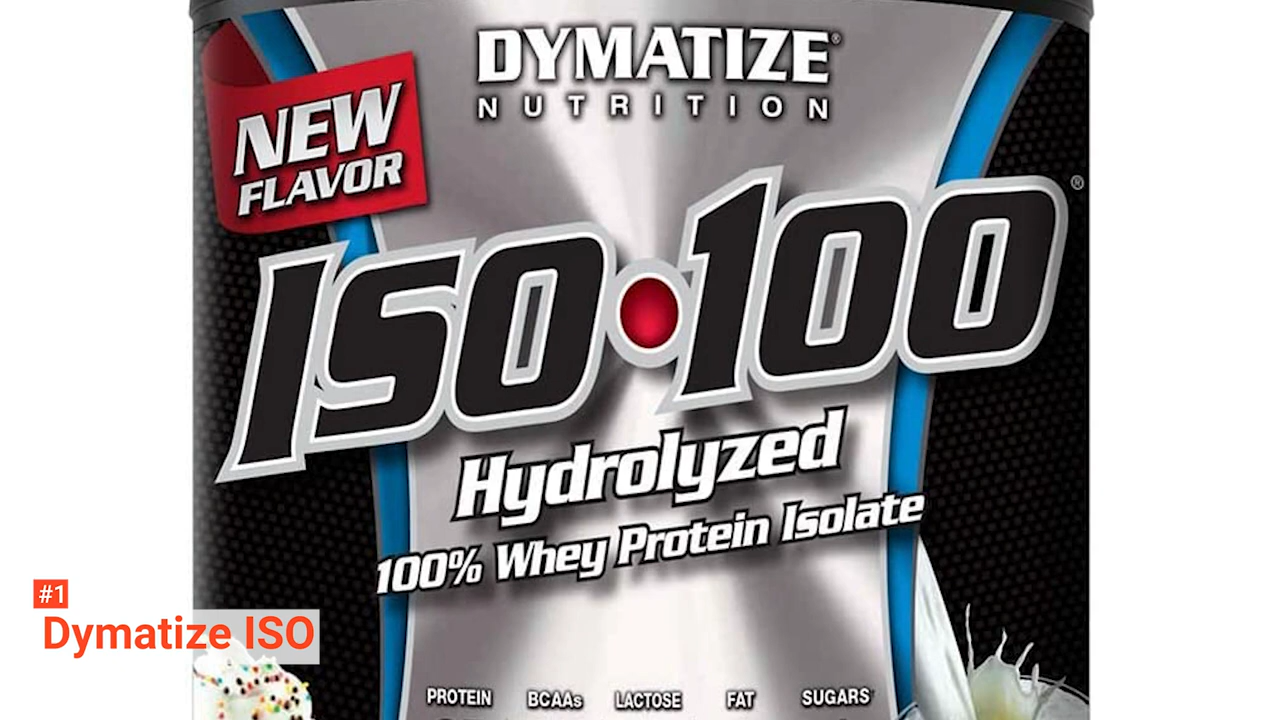 DYMATIZE®
NUTRITION
NEW
FLAVOR
ISO•100®
Hydrolyzed
100% Whey Protein Isolate
#1
Dymatize ISO
PROTEIN BCAAs LACTOSE FAT SUGARS